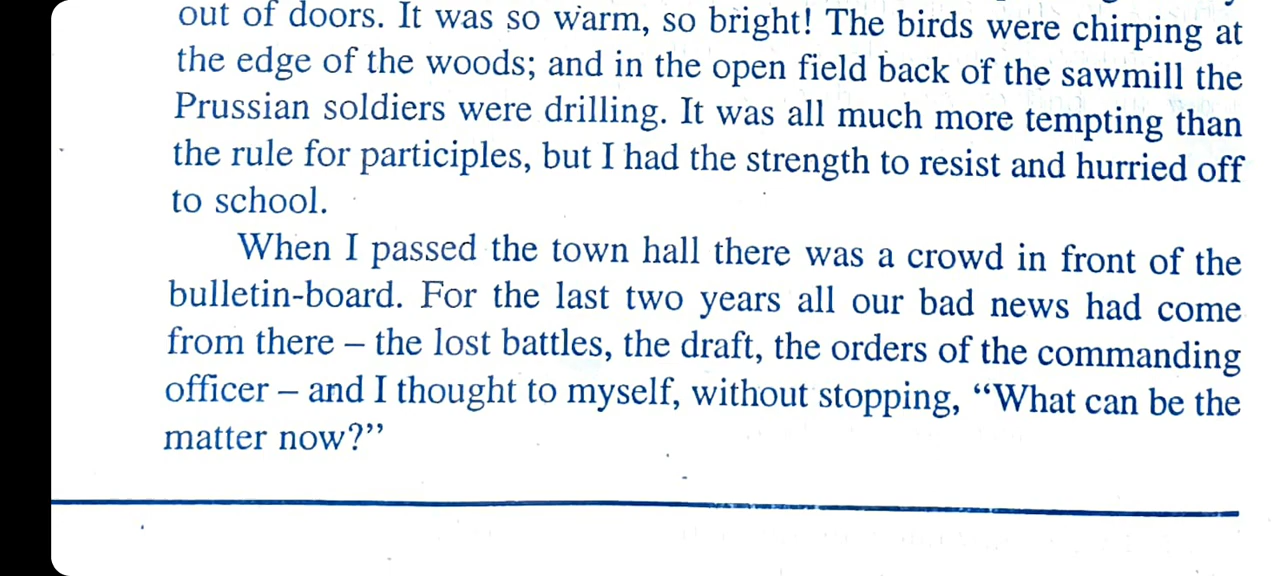 out of doors. It was so warm, so bright! The birds were chirping at
the edge of the woods; and in the open field back of the sawmill the
Prussian soldiers were drilling. It was all much more tempting than
the rule for participles, but I had the strength to resist and hurried off
to school.
When I passed the town hall there was a crowd in front of the
bulletin-board. For the last two years all our bad news had come
from there – the lost battles, the draft, the orders of the commanding
officer – and I thought to myself, without stopping, “What can be the
matter now?”